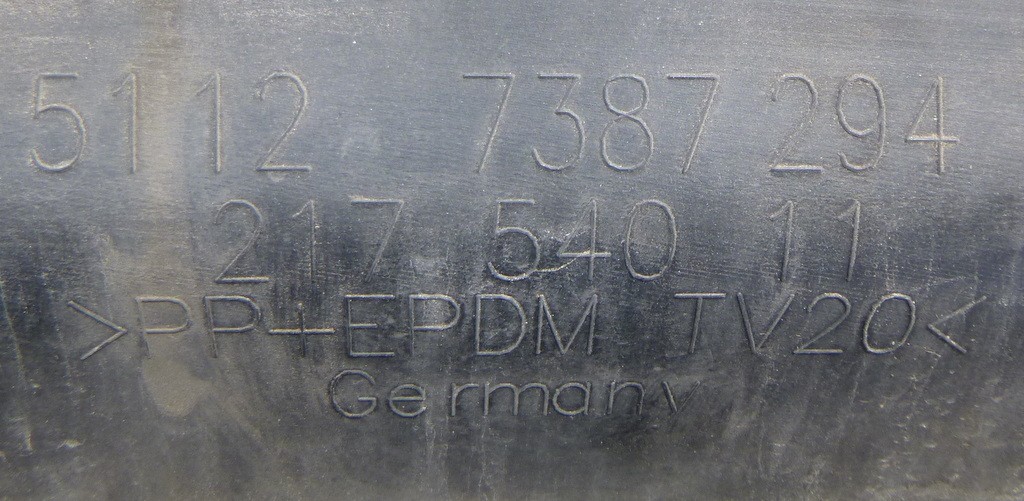 5112 7387 294
217 540 11
>PP+EPDM TV20<
Germany